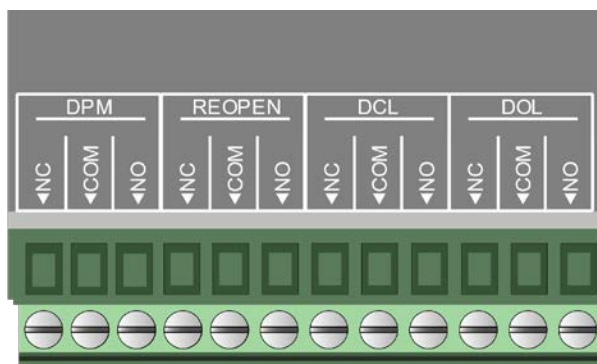 DPM REOPEN DCL DOL
◄NC ◄COM ◄NO ◄NC ◄COM ◄NO ◄NC ◄COM ◄NO ◄NC ◄COM ◄NO